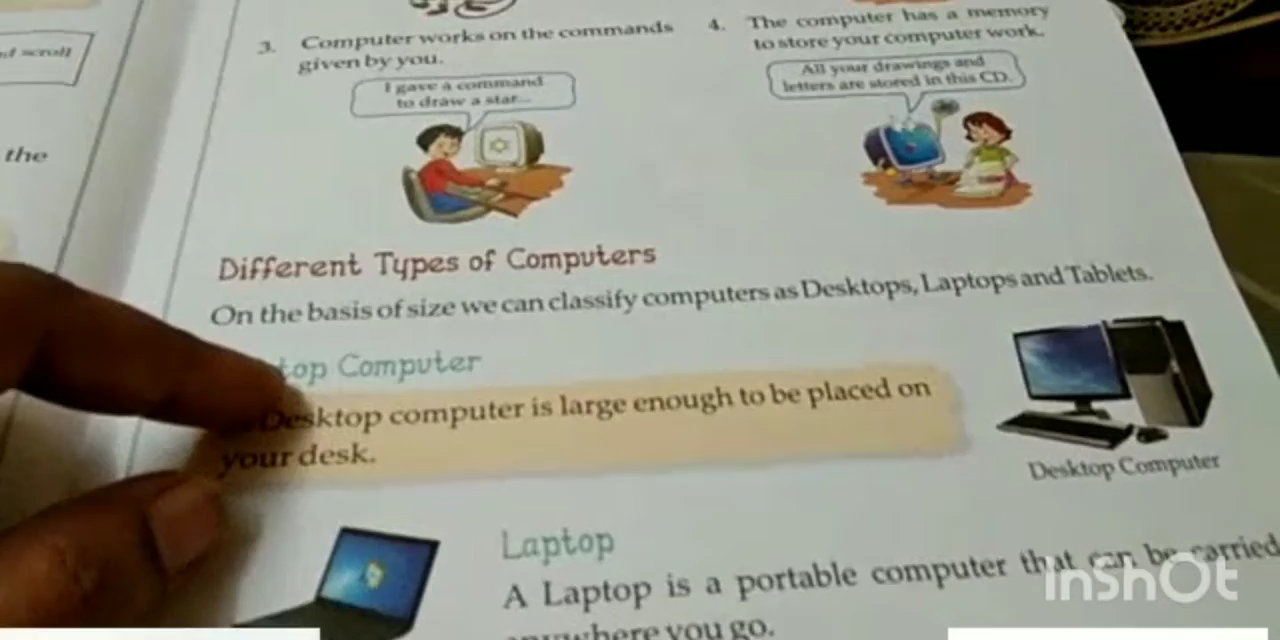 nd scroll
the
3. Computer works on the commands
given by you.
I gave a command
to draw a star...
4. The computer has a memory
to store your computer work.
All your drawings and
letters are stored in this CD.
Different Types of Computers
On the basis of size we can classify computers as Desktops, Laptops and Tablets.
top Computer
Desktop computer is large enough to be placed on
your desk.
Desktop Computer
Laptop
A Laptop is a portable computer that can be carried
anywhere you go.
InShOt